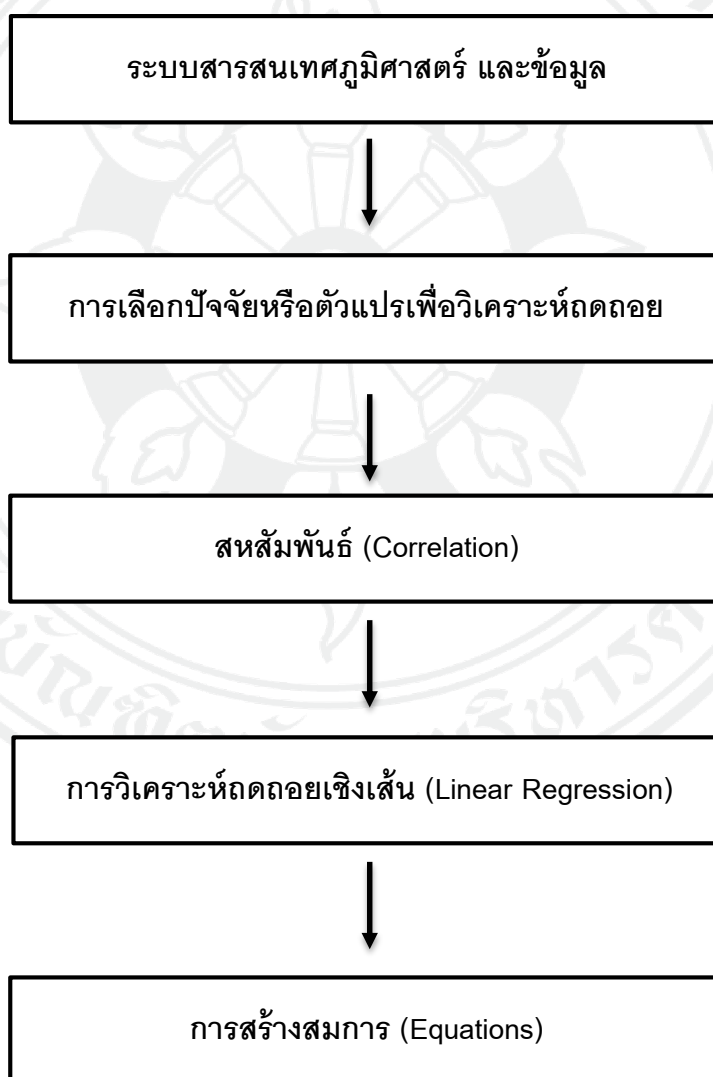 ระบบสารสนเทศภูมิศาสตร์ และข้อมูล
การเลือกปัจจัยหรือตัวแปรเพื่อวิเคราะห์ถดถอย
สหสัมพันธ์ (Correlation)
การวิเคราะห์ถดถอยเชิงเส้น (Linear Regression)
การสร้างสมการ (Equations)